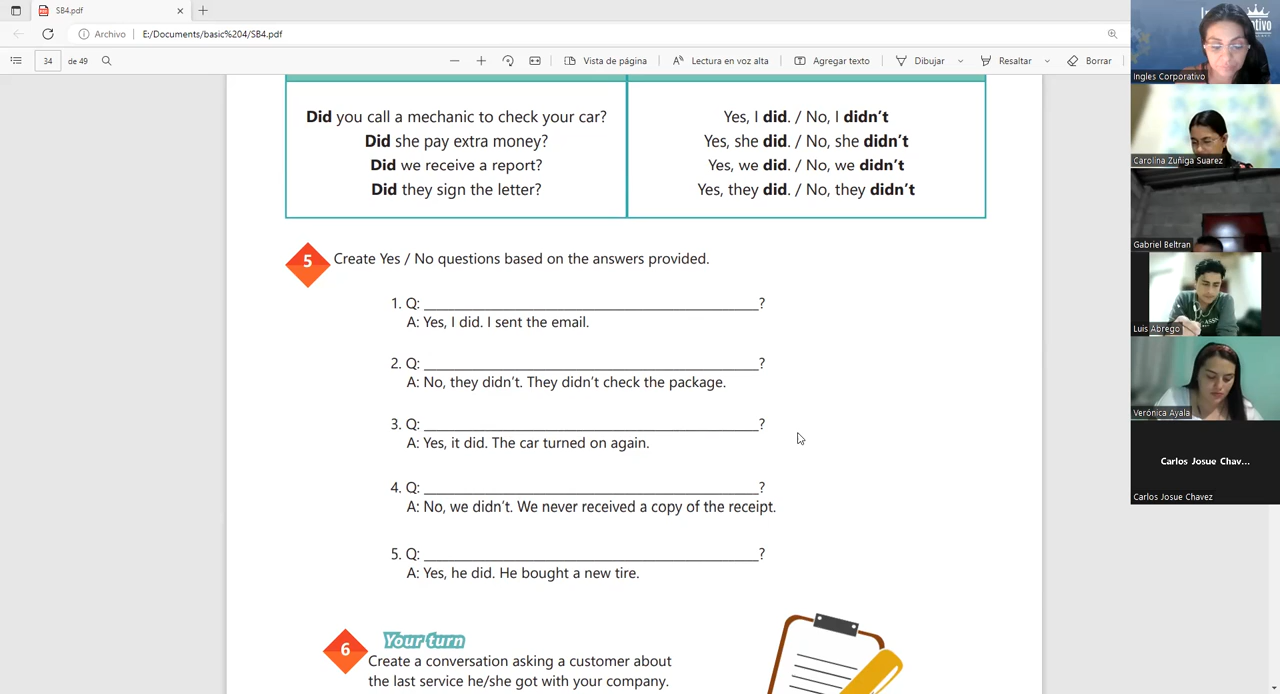 SB4.pdf
Archivo E:/Documents/basic%204/SB4.pdf
34 de 49 Vista de página Lectura en voz alta Agregar texto Dibujar Resaltar Borrar
Did you call a mechanic to check your car? Yes, I did. / No, I didn't
Did she pay extra money? Yes, she did. / No, she didn't
Did we receive a report? Yes, we did. / No, we didn't
Did they sign the letter? Yes, they did. / No, they didn't
5 Create Yes / No questions based on the answers provided.
1. Q: ______________________________________?
A: Yes, I did. I sent the email.
2. Q: ______________________________________?
A: No, they didn't. They didn't check the package.
3. Q: ______________________________________?
A: Yes, it did. The car turned on again.
4. Q: ______________________________________?
A: No, we didn't. We never received a copy of the receipt.
5. Q: ______________________________________?
A: Yes, he did. He bought a new tire.
6 Your turn
Create a conversation asking a customer about
the last service he/she got with your company.
Ingles Corporativo
Carolina Zuñiga Suarez
Gabriel Beltran
Luis Abrego
Verónica Ayala
Carlos Josue Chav...
Carlos Josue Chavez